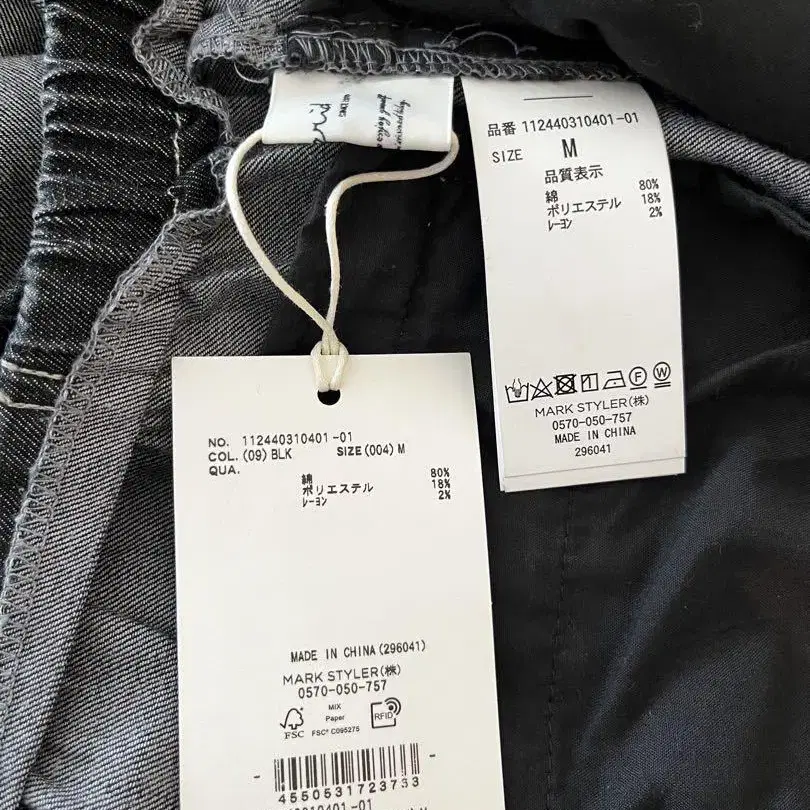 品番 112440310401-01
SIZE M
品質表示
綿 80%
ポリエステル 18%
レーヨン 2%
MARK STYLER(株)
0570-050-757
MADE IN CHINA
296041
NO. 112440310401-01
COL. (09) BLK SIZE (004) M
QUA.
綿 80%
ポリエステル 18%
レーヨン 2%
MADE IN CHINA (296041)
MARK STYLER(株)
0570-050-757
FSC
MIX
Paper
FSC® C095275
RFID
4550531723733